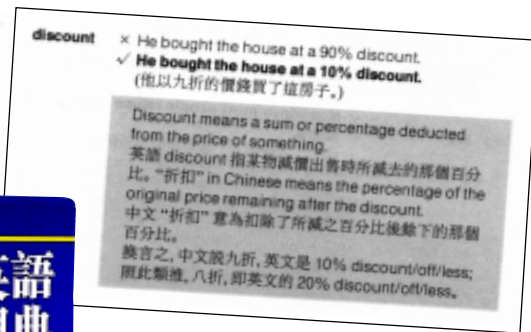 discount × He bought the house at a 90% discount.
✓ He bought the house at a 10% discount.
(他以九折的價錢買了這房子。)
Discount means a sum or percentage deducted
from the price of something.
英語 discount 指某物減價出售時所減去的那個百分
比。"折扣" in Chinese means the percentage of the
original price remaining after the discount.
中文 "折扣" 意為扣除了所減之百分比後餘下的那個
百分比。
換言之, 中文説九折, 英文是 10% discount/off/less;
照此類推, 八折, 即英文的 20% discount/off/less。
英語